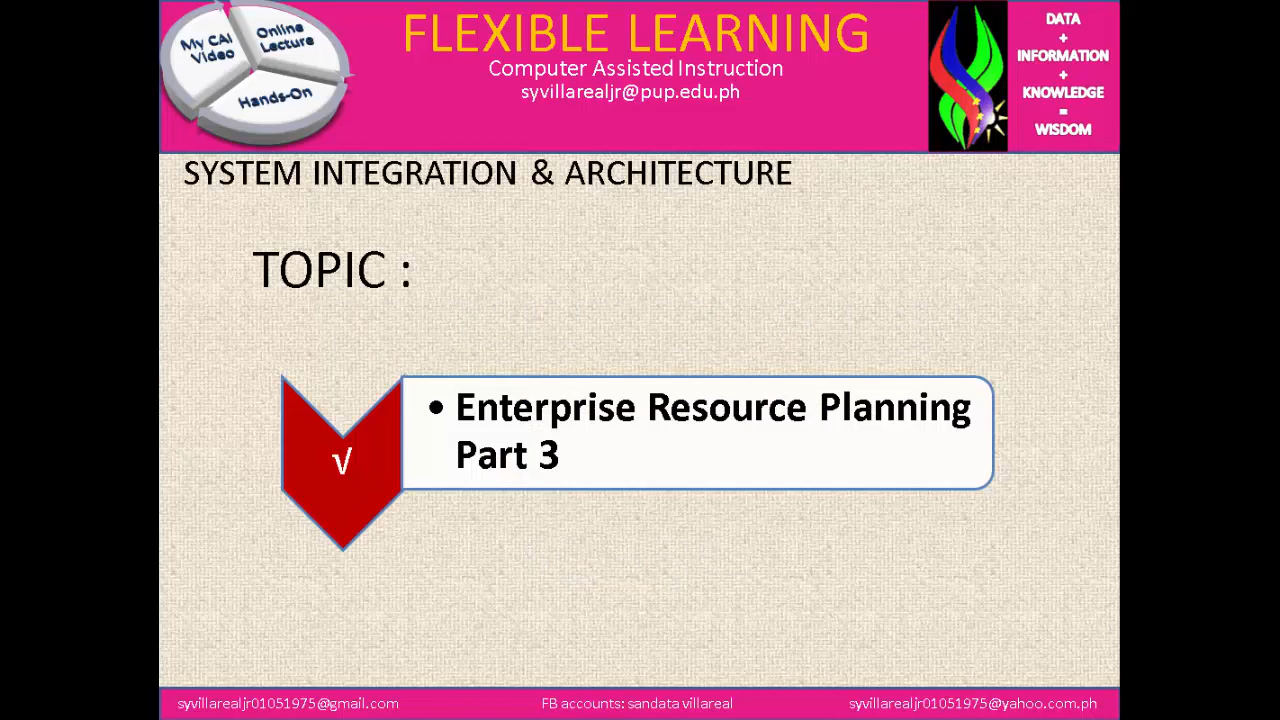 My CAI
Video
Online
Lecture
Hands-On
FLEXIBLE LEARNING
Computer Assisted Instruction
syvillarealjr@pup.edu.ph
DATA
+
INFORMATION
+
KNOWLEDGE
=
WISDOM
SYSTEM INTEGRATION & ARCHITECTURE
TOPIC :
√
• Enterprise Resource Planning
Part 3
syvillarealjr01051975@gmail.com
FB accounts: sandata villareal
syvillarealjr01051975@yahoo.com.ph